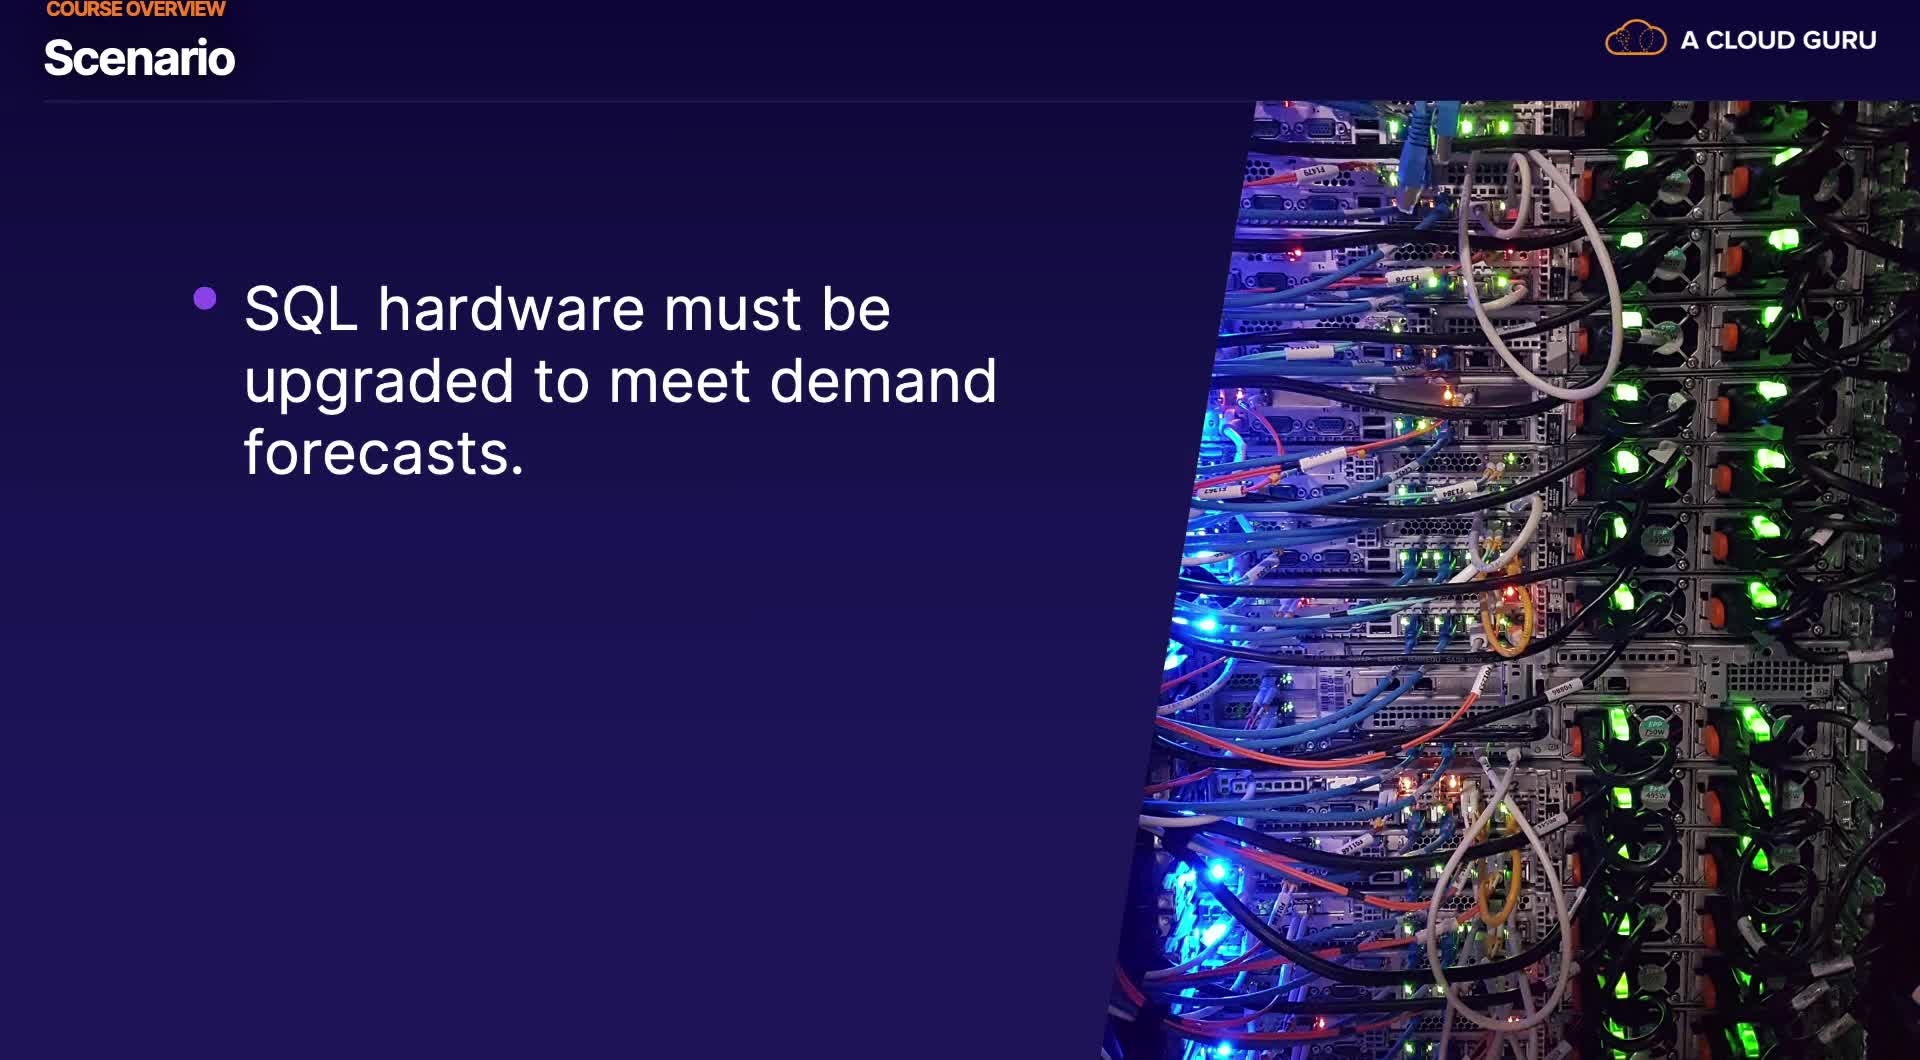 COURSE OVERVIEW
Scenario
A CLOUD GURU
SQL hardware must be
upgraded to meet demand
forecasts.